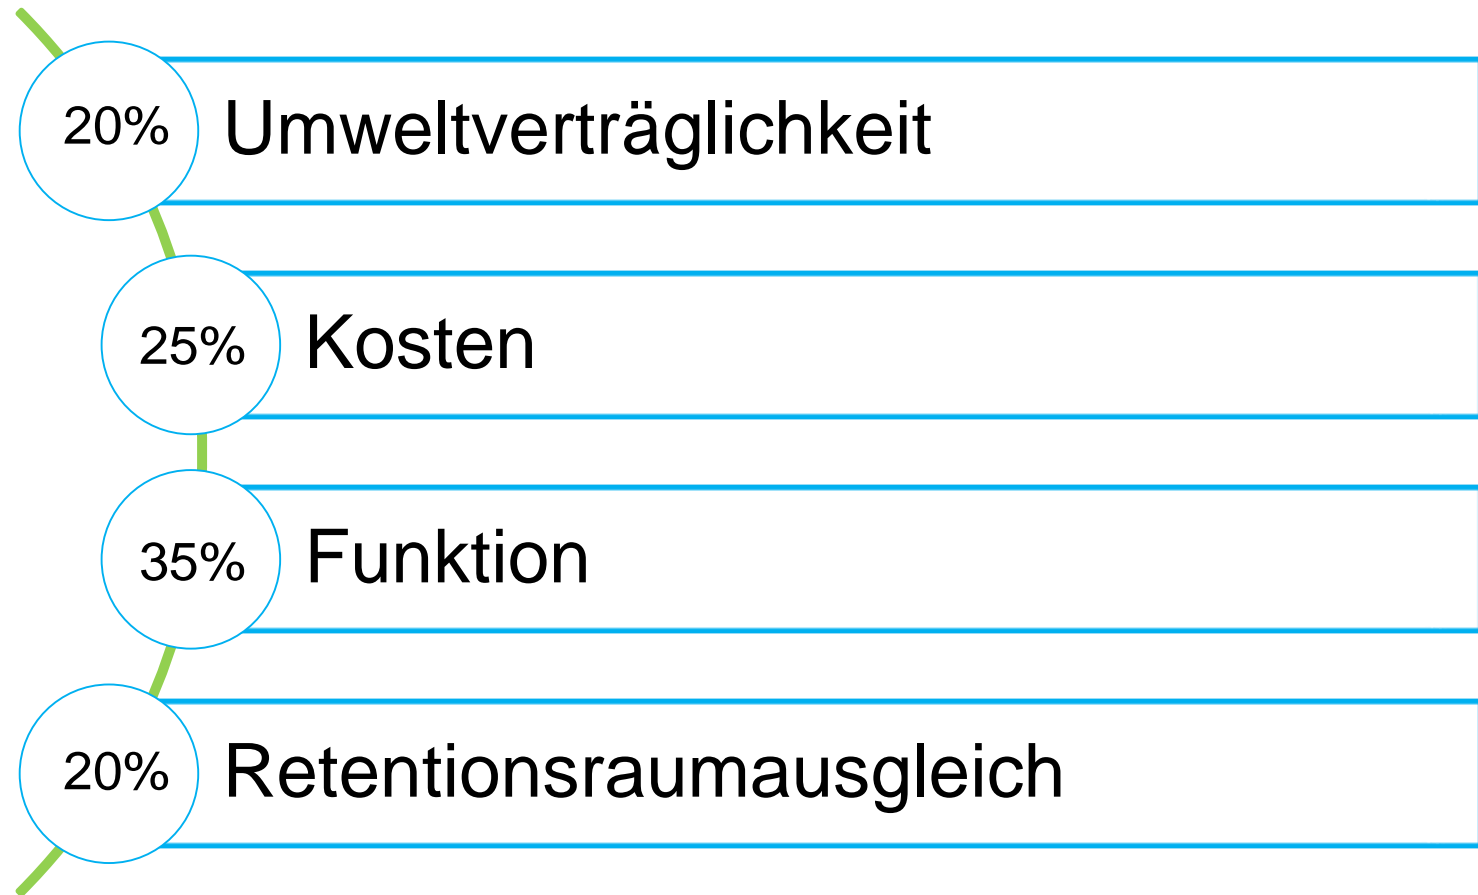 20% Umweltverträglichkeit
25% Kosten
35% Funktion
20% Retentionsraumausgleich